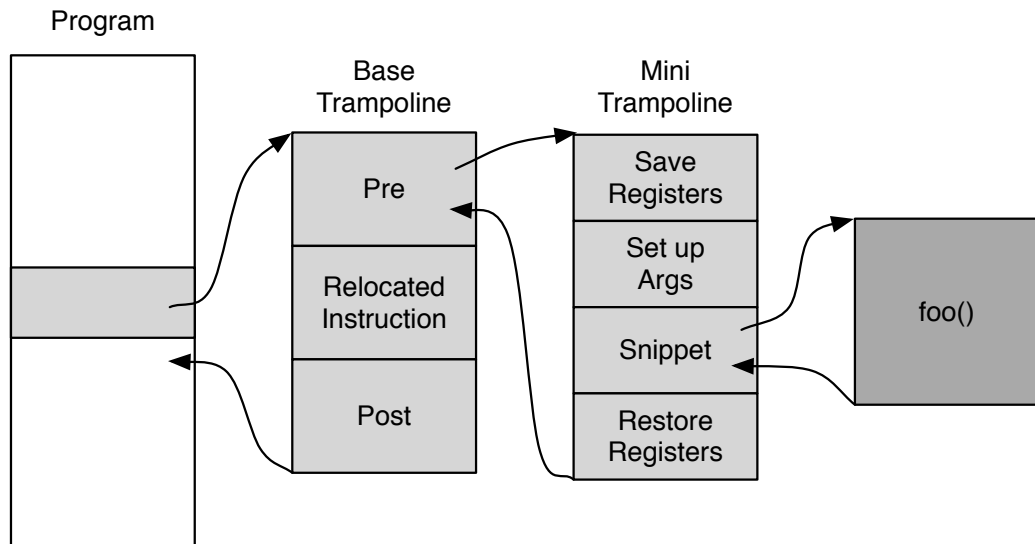 Program
Base
Trampoline
Pre
Relocated
Instruction
Post
Mini
Trampoline
Save
Registers
Set up
Args
Snippet
Restore
Registers
foo()